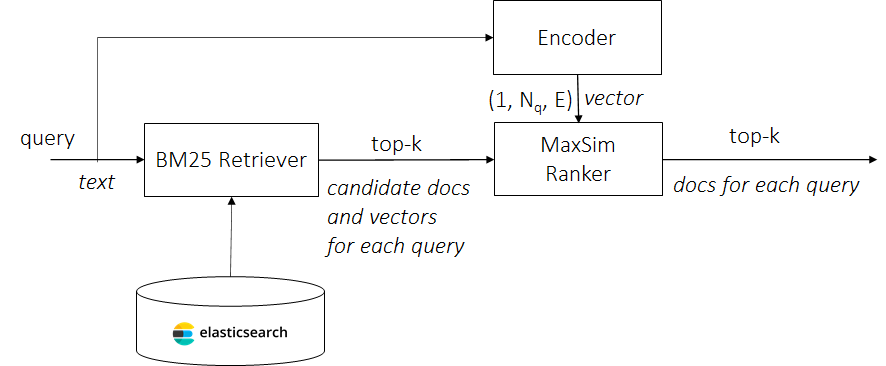 Encoder
(1, Nq, E) vector
query
text
BM25 Retriever
top-k
candidate docs
and vectors
for each query
MaxSim
Ranker
top-k
docs for each query
elasticsearch